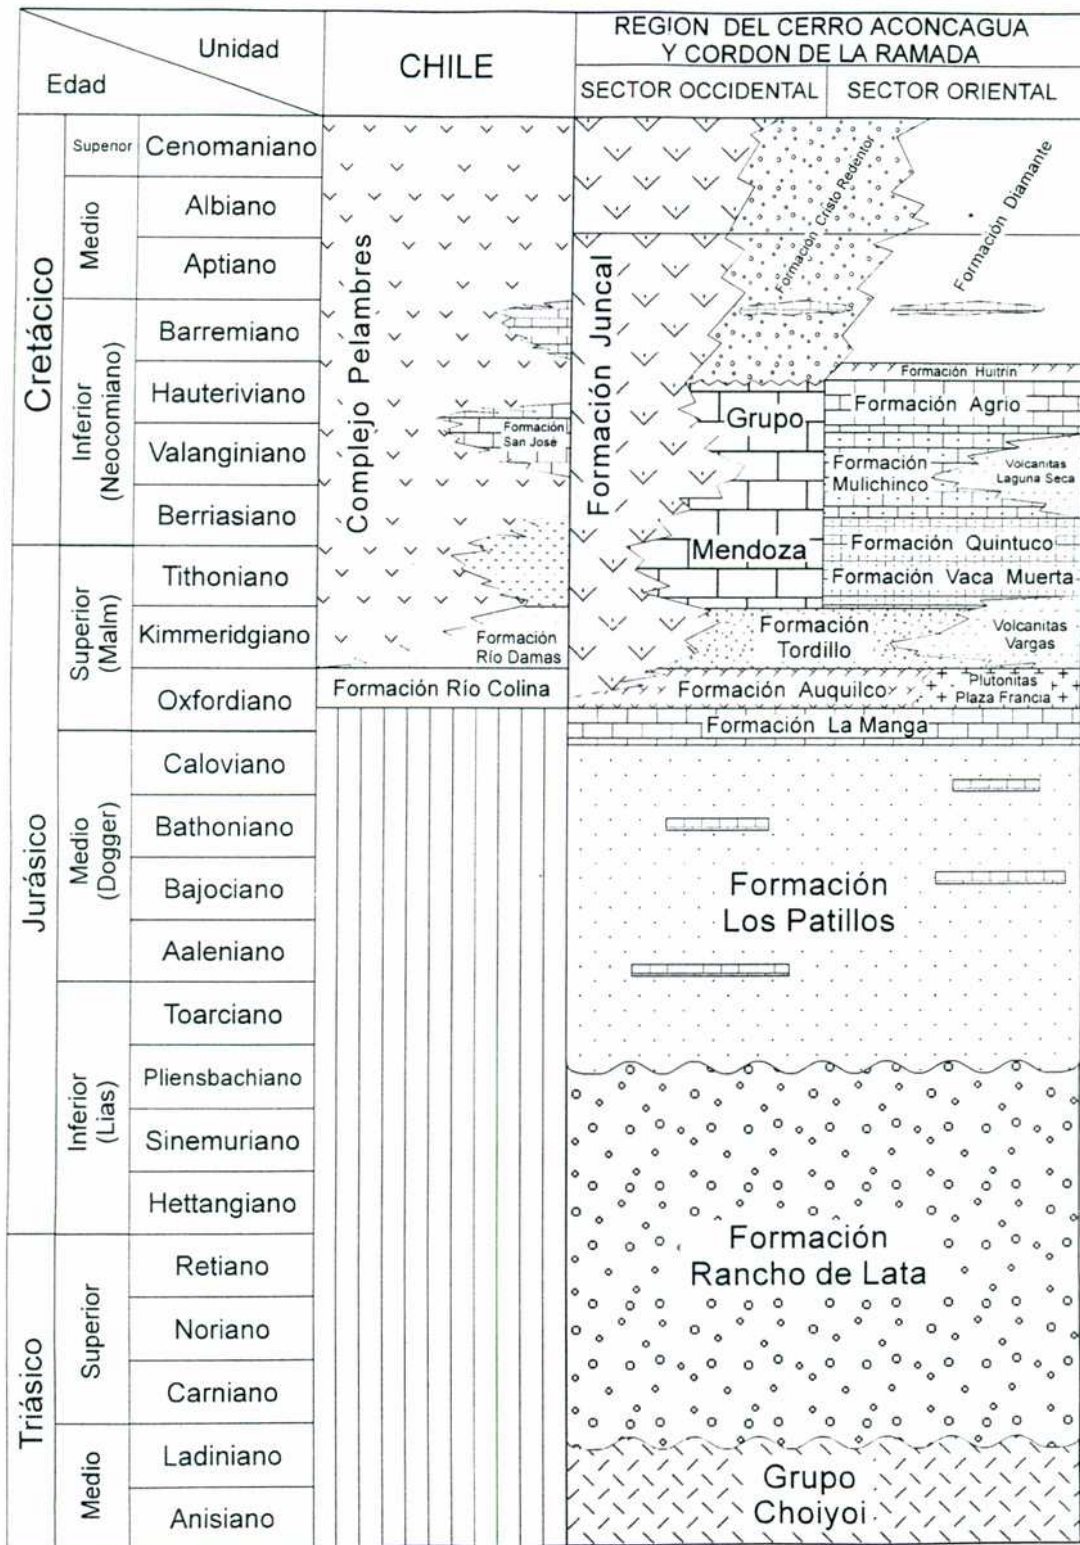 Unidad
Edad
CHILE
REGION DEL CERRO ACONCAGUA
Y CORDON DE LA RAMADA
SECTOR OCCIDENTAL
SECTOR ORIENTAL
Cretácico
Superior
Cenomaniano
Medio
Albiano
Aptiano
Inferior
(Neocomiano)
Barremiano
Hauteriviano
Valanginiano
Berriasiano
Jurásico
Superior
(Malm)
Tithoniano
Kimmeridgiano
Oxfordiano
Medio
(Dogger)
Caloviano
Bathoniano
Bajociano
Aaleniano
Inferior
(Lias)
Toarciano
Pliensbachiano
Sinemuriano
Hettangiano
Triásico
Superior
Retiano
Noriano
Carniano
Medio
Ladiniano
Anisiano
Complejo Pelambres
Formación
San José
Formación
Río Damas
Formación Río Colina
Formación Juncal
Formación Cristo Redentor
Formación Diamante
Grupo
Mendoza
Formación Huitrín
Formación Agrio
Formación
Mulichinco
Volcanitas
Laguna Seca
Formación Quintuco
Formación Vaca Muerta
Formación
Tordillo
Volcanitas
Vargas
Formación Auquilco
Plutonitas
Plaza Francia
Formación La Manga
Formación
Los Patillos
Formación
Rancho de Lata
Grupo
Choiyoi